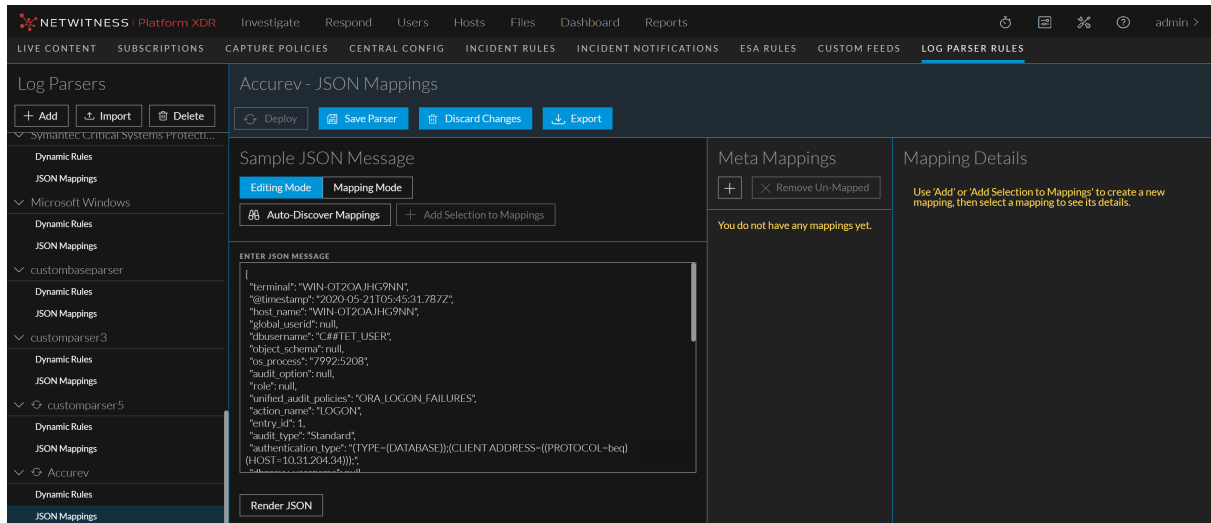 NETWITNESS | Platform XDR Investigate Respond Users Hosts Files Dashboard Reports admin >
LIVE CONTENT SUBSCRIPTIONS CAPTURE POLICIES CENTRAL CONFIG INCIDENT RULES INCIDENT NOTIFICATIONS ESA RULES CUSTOM FEEDS LOG PARSER RULES
Log Parsers
+ Add Import Delete
Symantec Critical Systems Protecti...
Dynamic Rules
JSON Mappings
Microsoft Windows
Dynamic Rules
JSON Mappings
custombaseparser
Dynamic Rules
JSON Mappings
customparser3
Dynamic Rules
JSON Mappings
customparser5
Dynamic Rules
JSON Mappings
Accurev
Dynamic Rules
JSON Mappings
Accurev - JSON Mappings
Deploy Save Parser Discard Changes Export
Sample JSON Message
Editing Mode Mapping Mode
Auto-Discover Mappings + Add Selection to Mappings
ENTER JSON MESSAGE
{
"terminal": "WIN-OT2OAJHG9NN",
"@timestamp": "2020-05-21T05:45:31.787Z",
"host_name": "WIN-OT2OAJHG9NN",
"global_userid": null,
"dbusername": "C##TET_USER",
"object_schema": null,
"os_process": "7992:5208",
"audit_option": null,
"role": null,
"unified_audit_policies": "ORA_LOGON_FAILURES",
"action_name": "LOGON",
"entry_id": 1,
"audit_type": "Standard",
"authentication_type": "(TYPE=(DATABASE));(CLIENT ADDRESS=((PROTOCOL=beq)
(HOST=10.31.204.34)));",
Render JSON
Meta Mappings
+ Remove Un-Mapped
You do not have any mappings yet.
Mapping Details
Use 'Add' or 'Add Selection to Mappings' to create a new
mapping, then select a mapping to see its details.